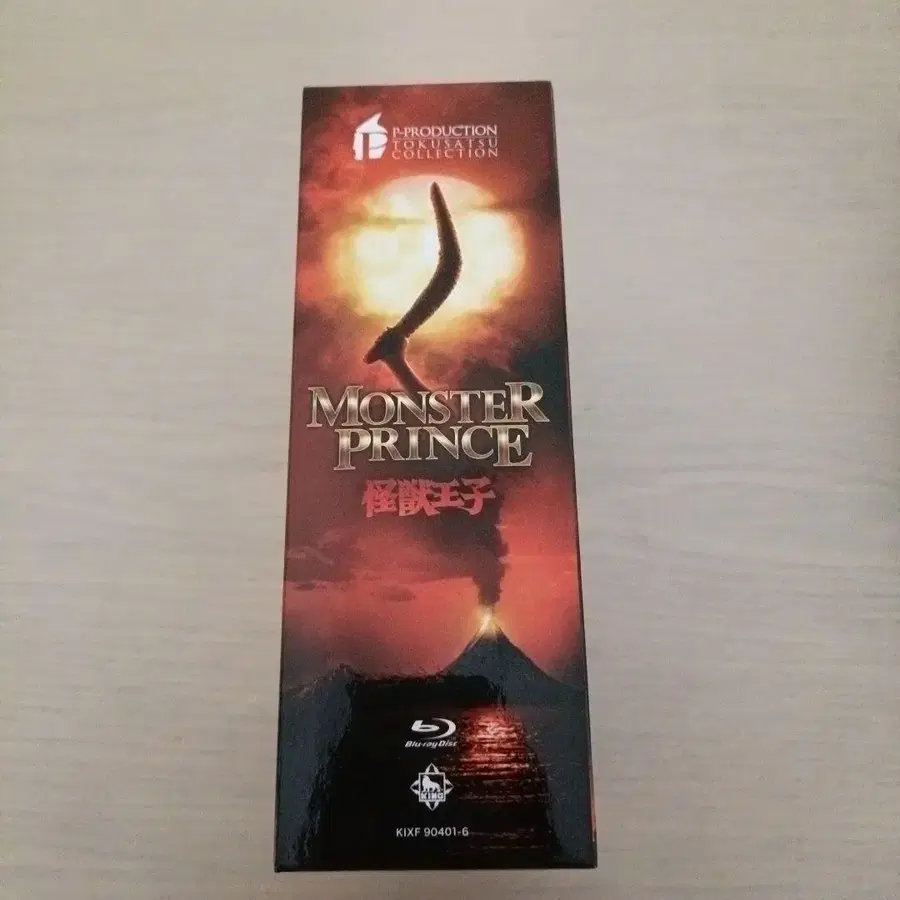 P-PRODUCTION
TOKUSATSU
COLLECTION
MONSTER
PRINCE
怪獣王子
Blu-ray Disc
KING
KIXF 90401-6